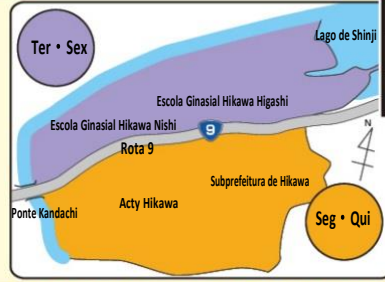 Ter • Sex
Lago de Shinji
Escola Ginasial Hikawa Higashi
Escola Ginasial Hikawa Nishi
9
Rota 9
N
Subprefeitura de Hikawa
Acty Hikawa
Ponte Kandachi
Seg • Qui